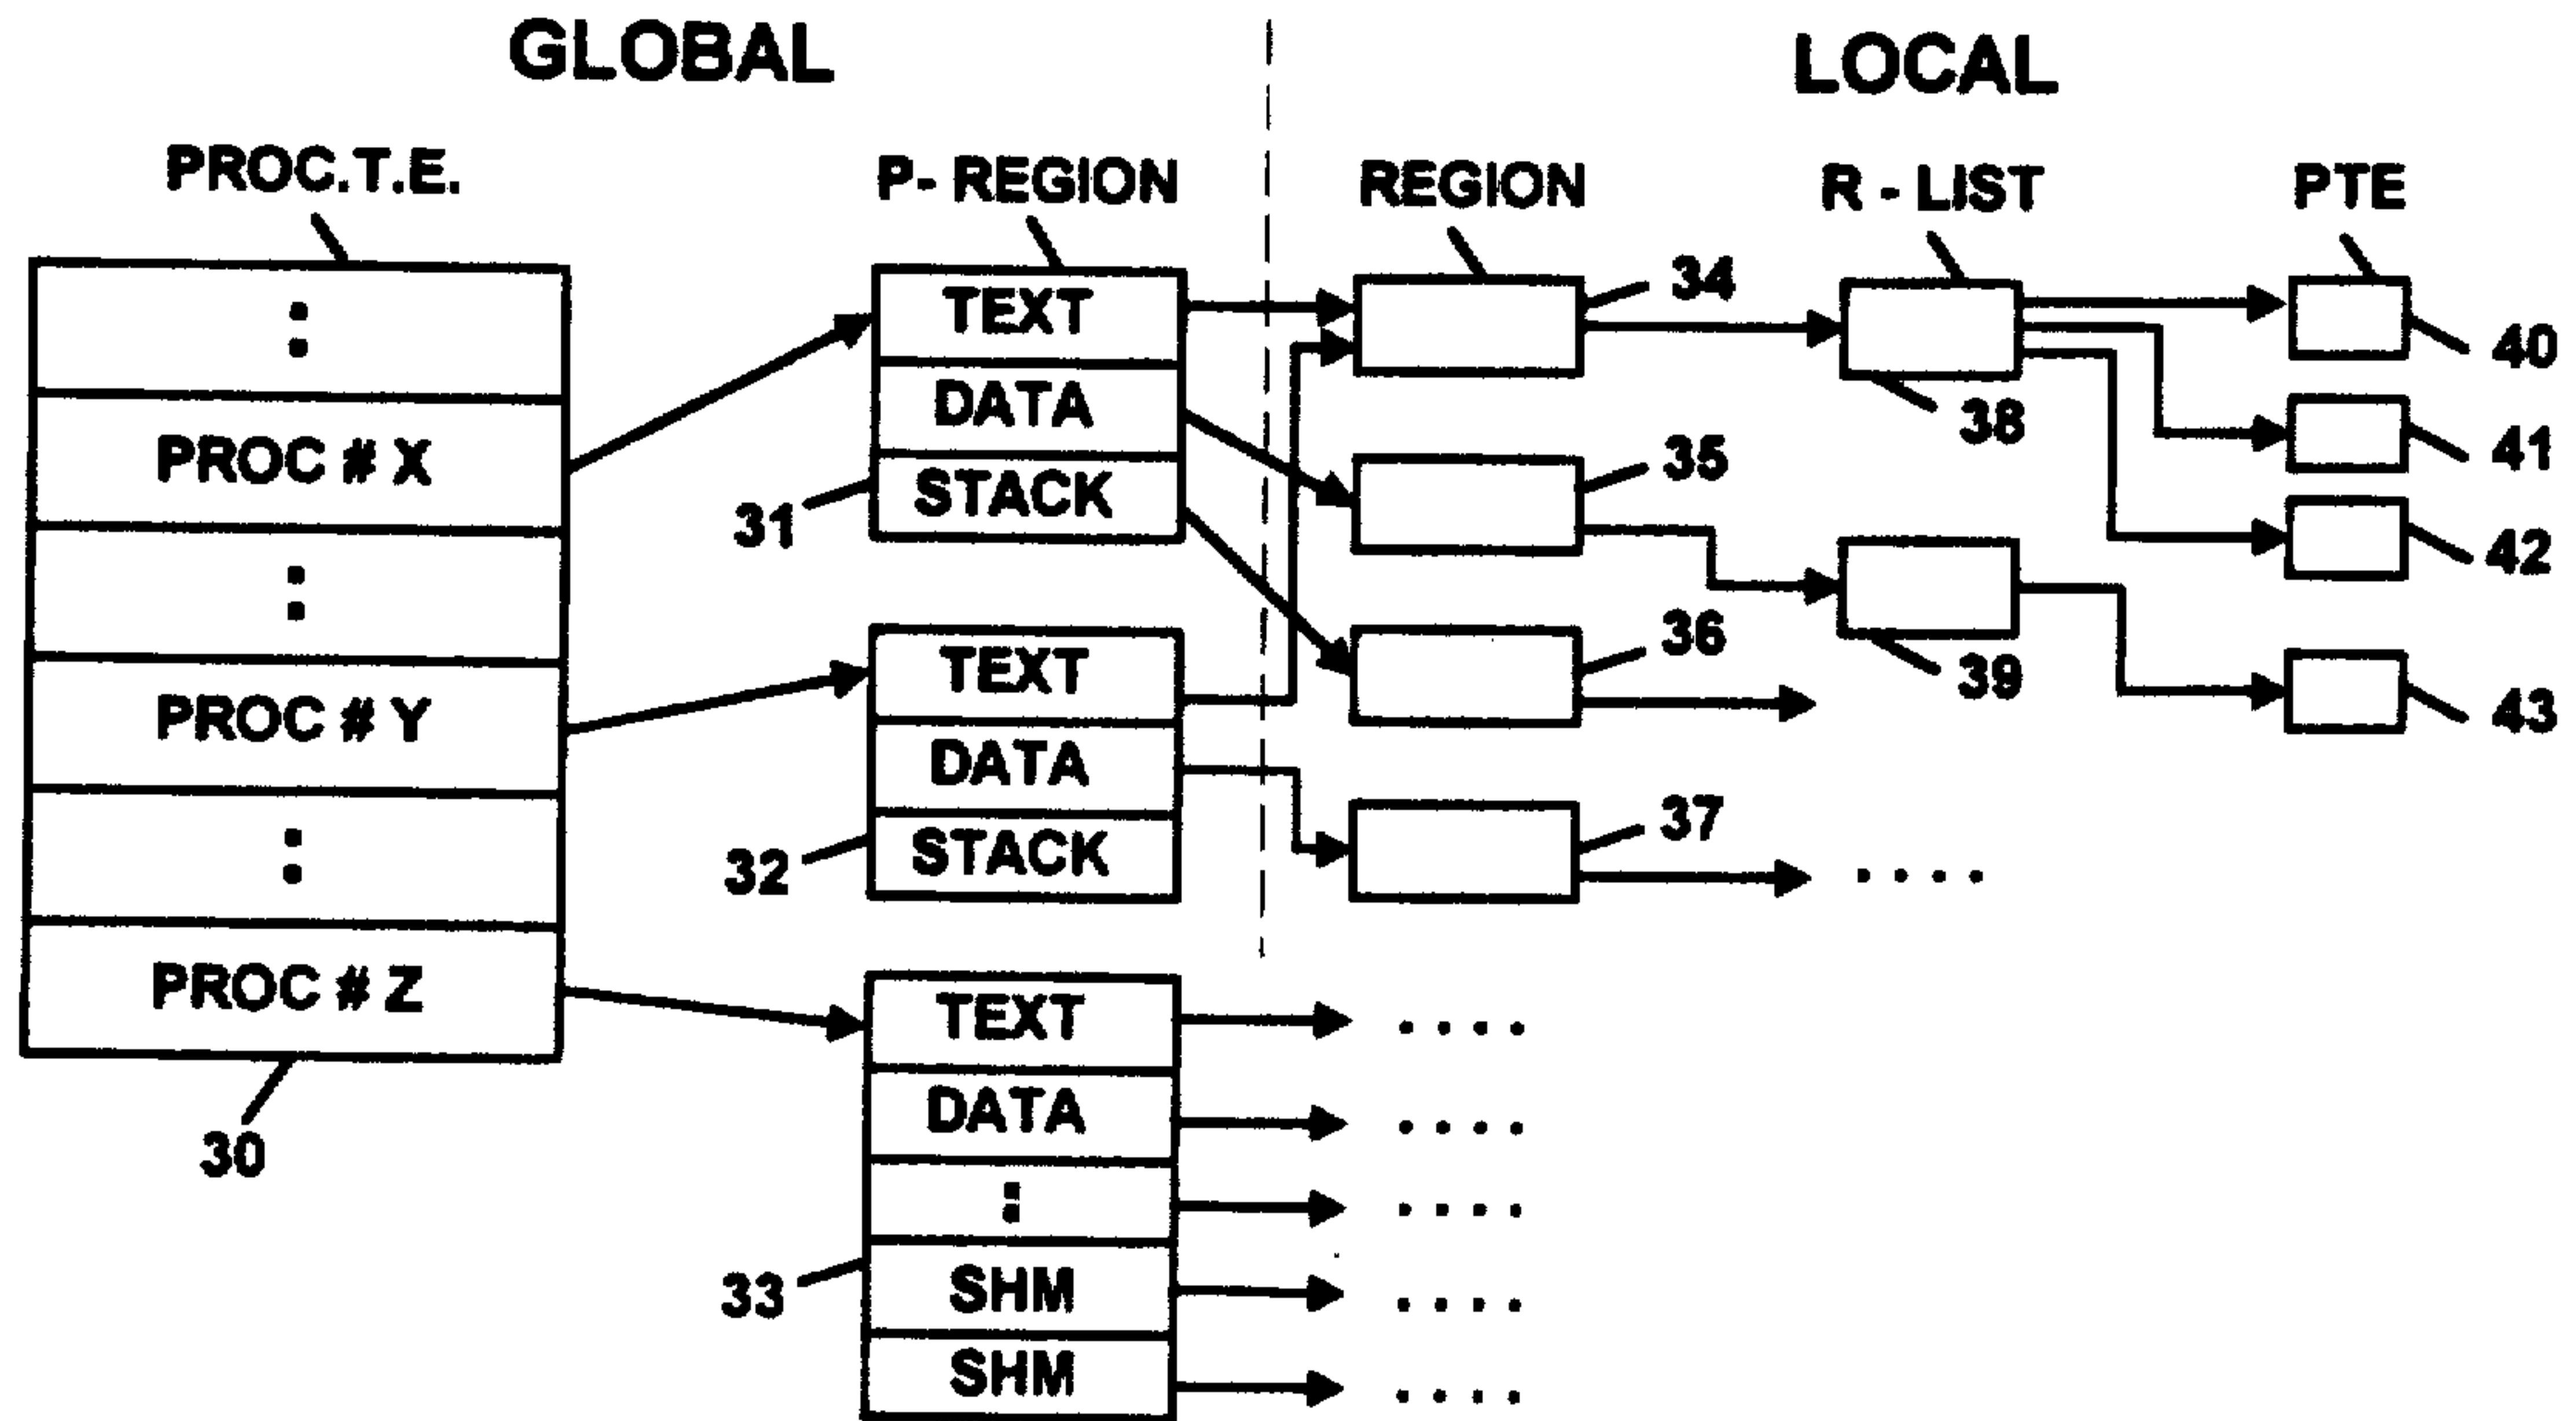 GLOBAL
LOCAL
PROC.T.E.
P- REGION
REGION
R - LIST
PTE
:
PROC # X
:
PROC # Y
:
PROC # Z
30
TEXT
DATA
STACK
31
TEXT
DATA
STACK
32
TEXT
DATA
:
SHM
SHM
33
34
35
36
37
. . . .
. . . .
. . . .
. . . .
. . . .
. . . .
38
39
40
41
42
43